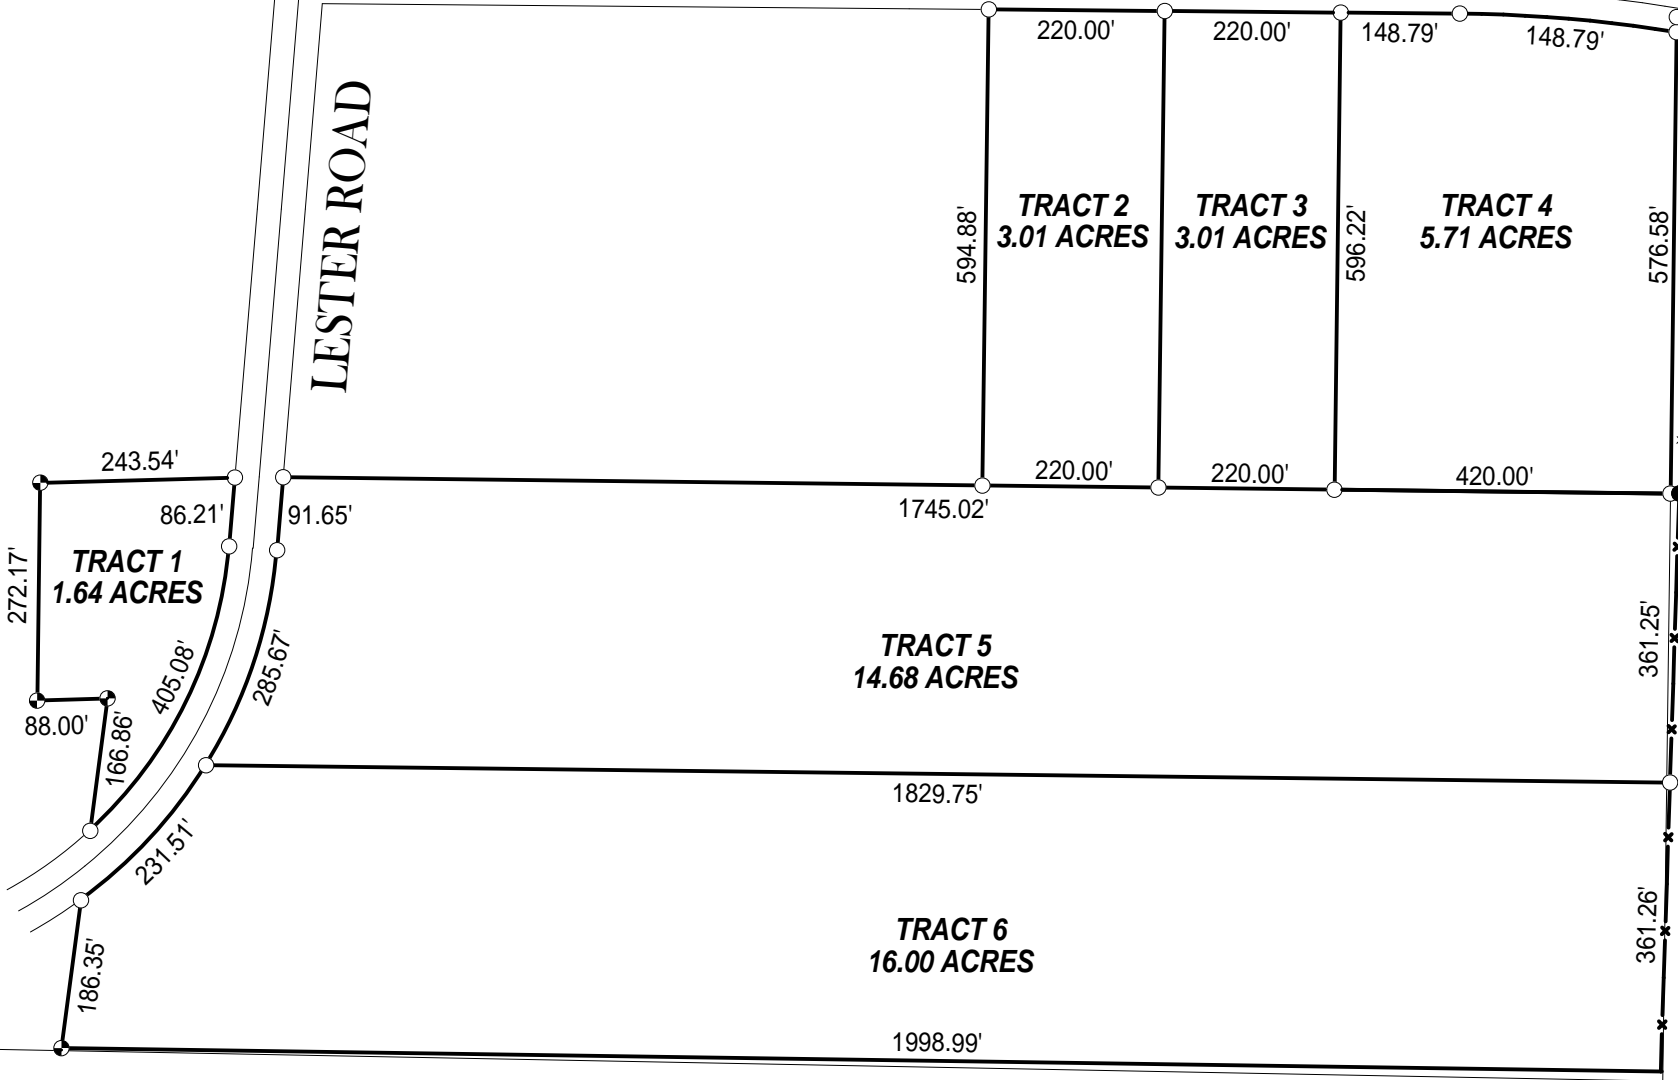 220.00'
220.00'
148.79'
148.79'
LESTER ROAD
594.88'
TRACT 2
3.01 ACRES
TRACT 3
3.01 ACRES
596.22'
TRACT 4
5.71 ACRES
576.58'
243.54'
220.00'
220.00'
420.00'
86.21'
91.65'
1745.02'
272.17'
TRACT 1
1.64 ACRES
405.08'
285.67'
TRACT 5
14.68 ACRES
361.25'
88.00'
166.86'
1829.75'
231.51'
TRACT 6
16.00 ACRES
361.26'
186.35'
1998.99'